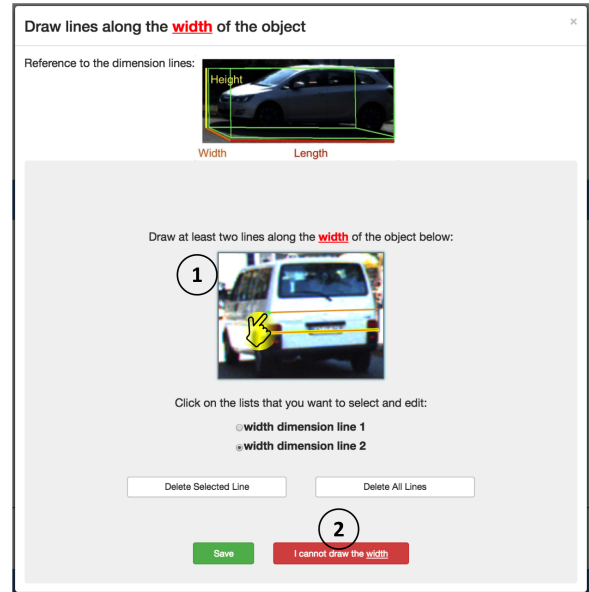 Draw lines along the width of the object
×
Reference to the dimension lines:
Height
Width Length
Draw at least two lines along the width of the object below:
1
Click on the lists that you want to select and edit:
width dimension line 1
width dimension line 2
Delete Selected Line Delete All Lines
2
Save I cannot draw the width